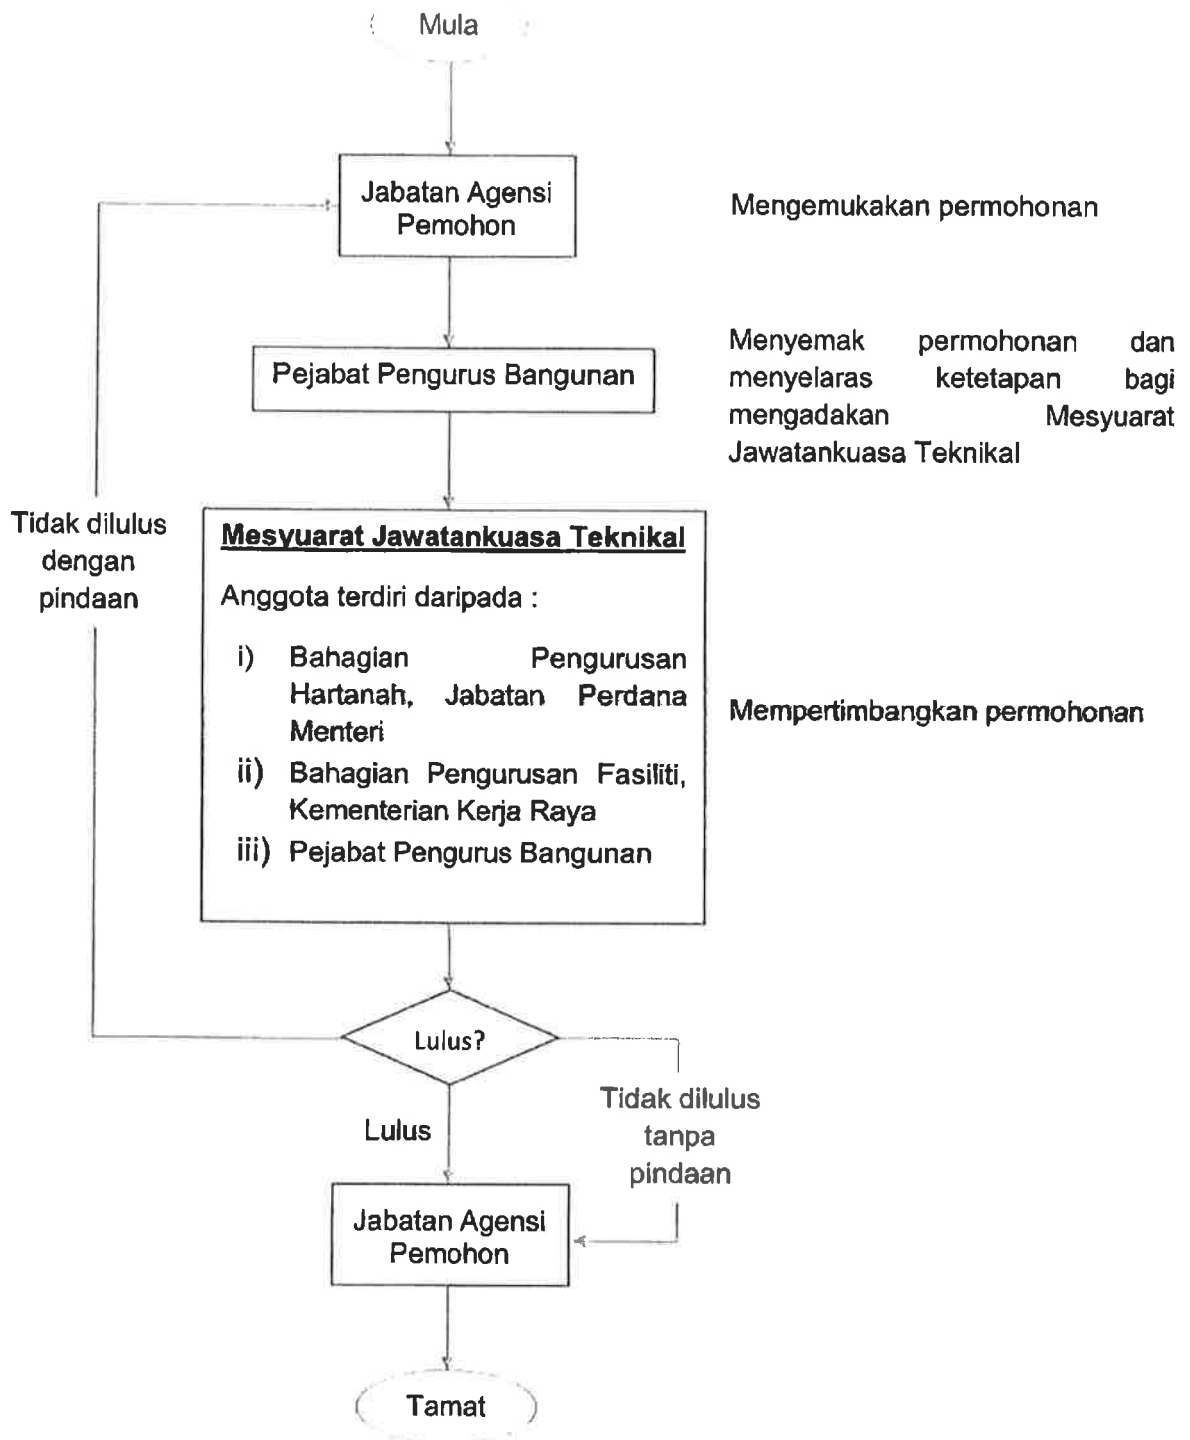 Mula
Jabatan Agensi
Pemohon
Mengemukakan permohonan
Pejabat Pengurus Bangunan
Menyemak permohonan dan
menyelaras ketetapan bagi
mengadakan Mesyuarat
Jawatankuasa Teknikal
Tidak dilulus
dengan
pindaan
Mesyuarat Jawatankuasa Teknikal
Anggota terdiri daripada :
i) Bahagian Pengurusan
Hartanah, Jabatan Perdana
Menteri
ii) Bahagian Pengurusan Fasiliti,
Kementerian Kerja Raya
iii) Pejabat Pengurus Bangunan
Mempertimbangkan permohonan
Lulus?
Tidak dilulus
tanpa
pindaan
Lulus
Jabatan Agensi
Pemohon
Tamat